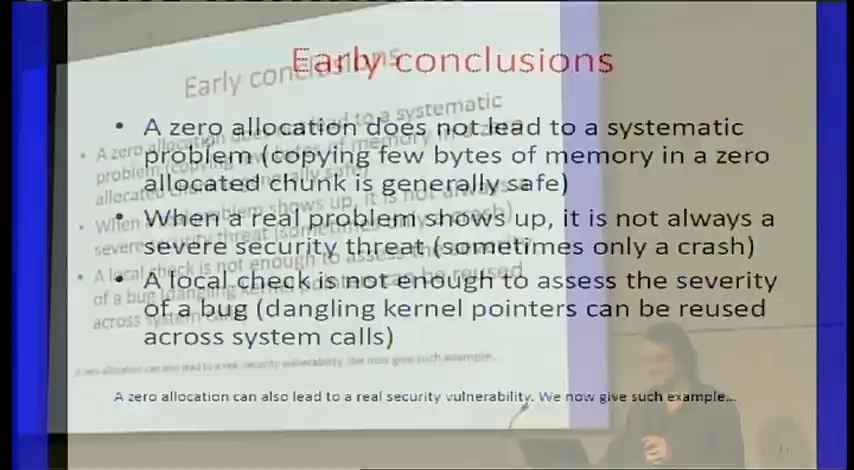 Early conclusions
• A zero allocation does not lead to a systematic
problem (copying few bytes of memory in a zero
allocated chunk is generally safe)
• When a real problem shows up, it is not always a
severe security threat (sometimes only a crash)
• A local check is not enough to assess the severity
of a bug (dangling kernel pointers can be reused
across system calls)
A zero allocation can also lead to a real security vulnerability. We now give such example...